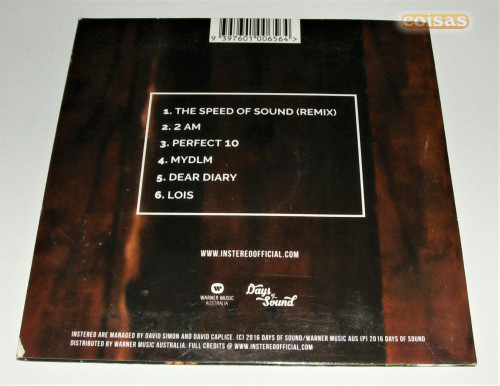 coisas
9 397601 006564 >
1. THE SPEED OF SOUND (REMIX)
2. 2 AM
3. PERFECT 10
4. MYDLM
5. DEAR DIARY
6. LOIS
WWW.INSTEREOOFFICIAL.COM
WARNER MUSIC
AUSTRALIA
Days
of
Sound
INSTEREO ARE MANAGED BY DAVID SIMON AND DAVID CAPLICE. (C) 2016 DAYS OF SOUND/WARNER MUSIC AUS (P) 2016 DAYS OF SOUND
DISTRIBUTED BY WARNER MUSIC AUSTRALIA. FULL CREDITS @ WWW.INSTEREOOFFICIAL.COM